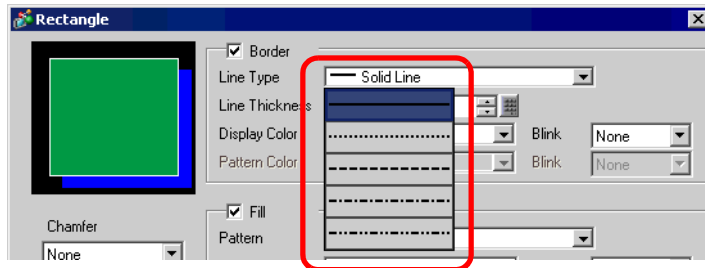 Rectangle
Border
Line Type Solid Line
Line Thickness
Display Color Blink None
Pattern Color Blink None
Fill
Chamfer
Pattern
None